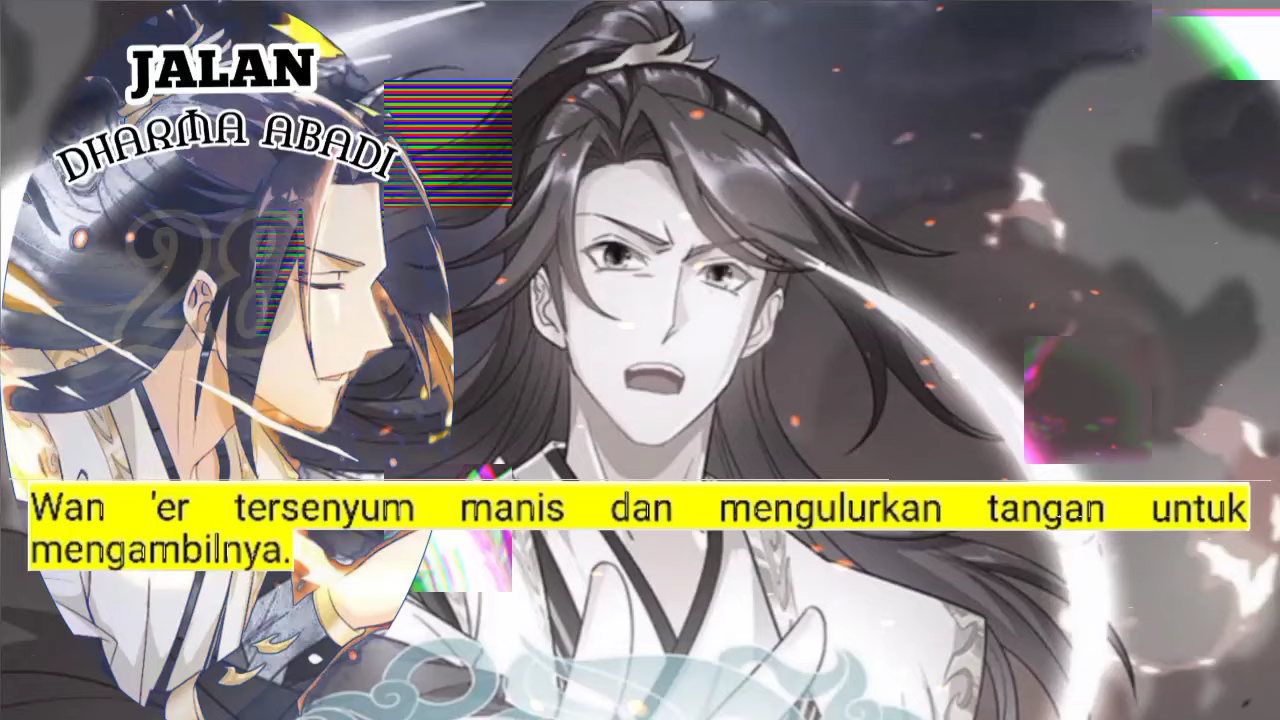 JALAN
DHARMA ABADI
Wan 'er tersenyum manis dan mengulurkan tangan untuk
mengambilnya.